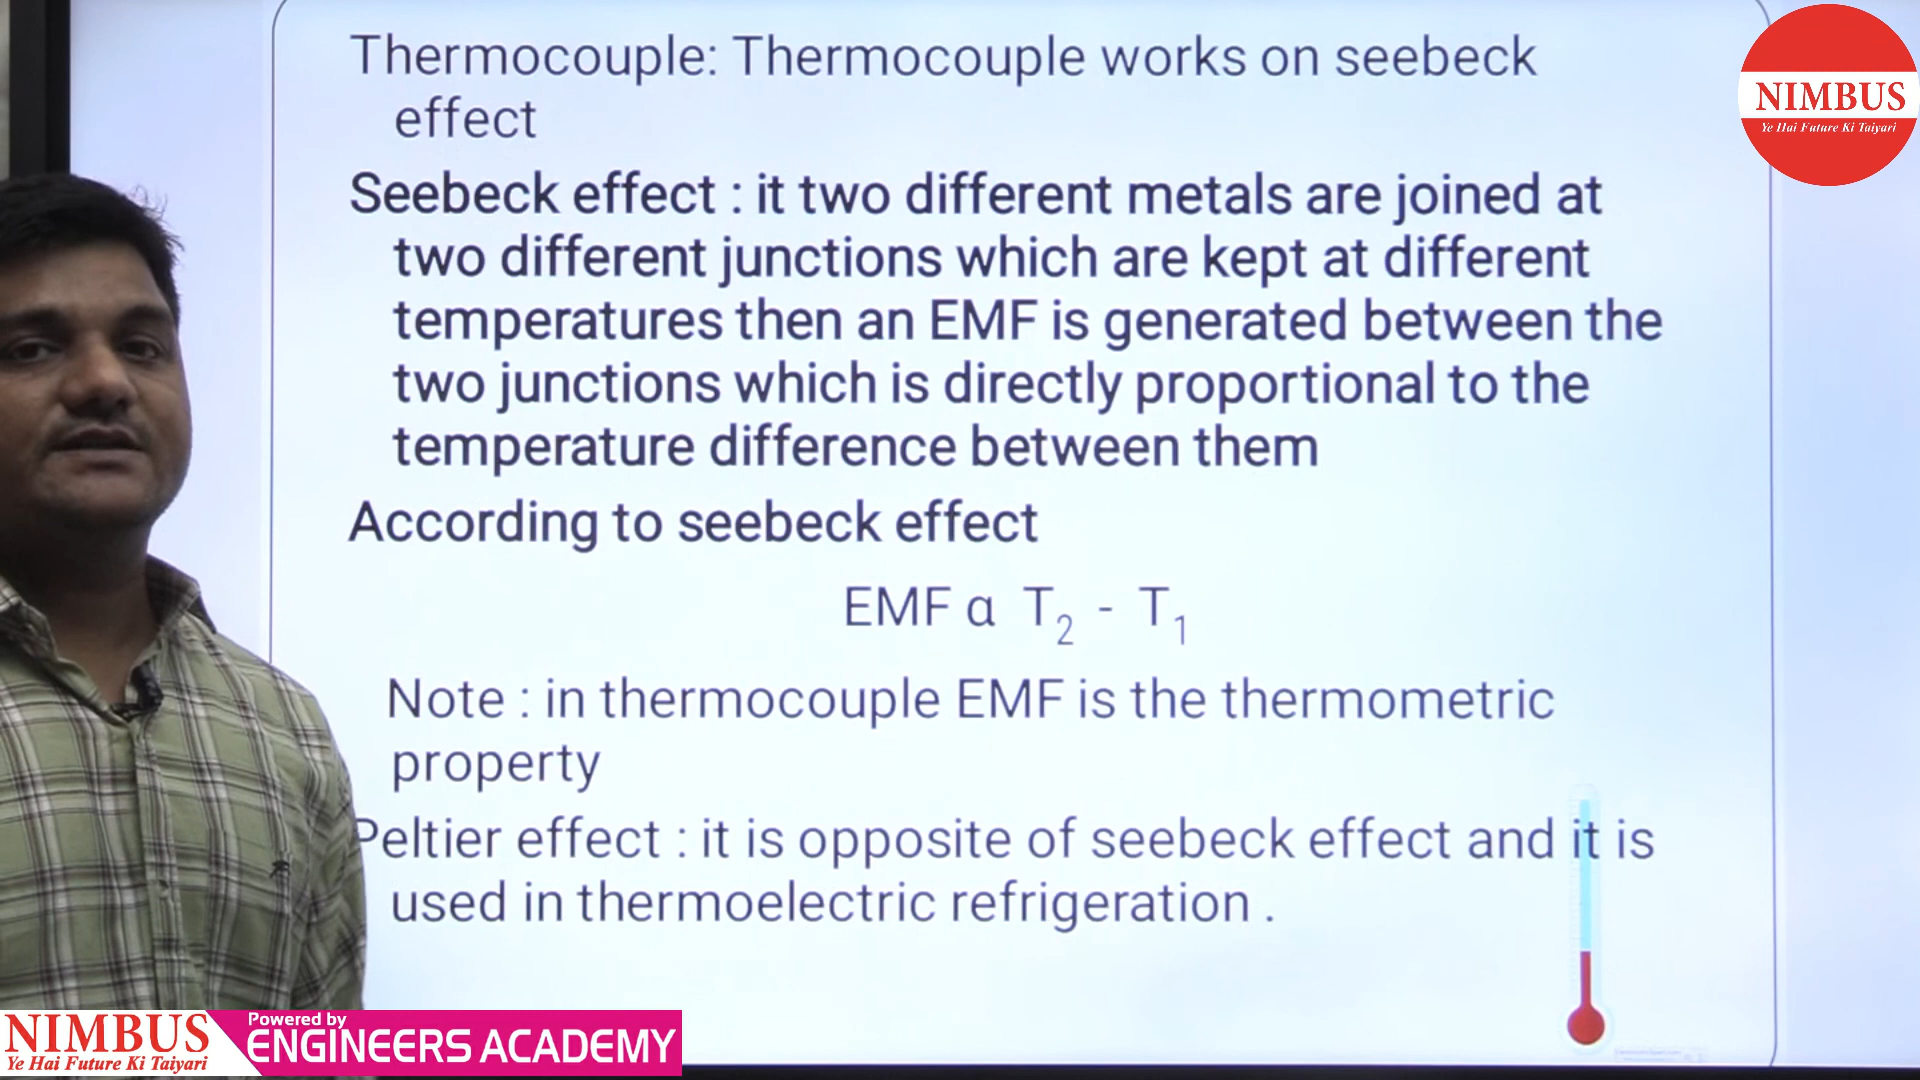 Thermocouple: Thermocouple works on seebeck
effect
Seebeck effect : it two different metals are joined at
two different junctions which are kept at different
temperatures then an EMF is generated between the
two junctions which is directly proportional to the
temperature difference between them
According to seebeck effect
EMF α T₂ - T₁
Note : in thermocouple EMF is the thermometric
property
Peltier effect : it is opposite of seebeck effect and it is
used in thermoelectric refrigeration .
NIMBUS
Ye Hai Future Ki Taiyari
NIMBUS
Ye Hai Future Ki Taiyari
Powered by
ENGINEERS ACADEMY